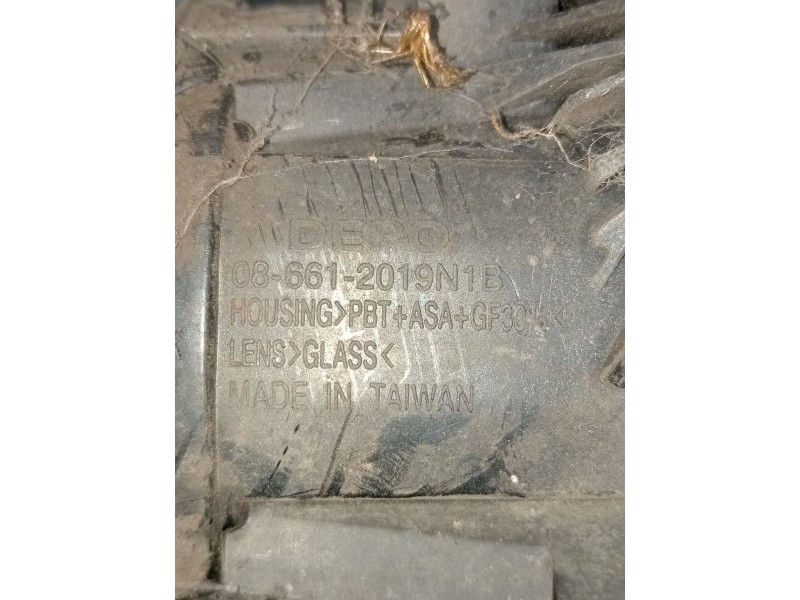 DEPO
08-661-2019N1B
HOUSING>PBT+ASA+GF30%<
LENS>GLASS<
MADE IN TAIWAN